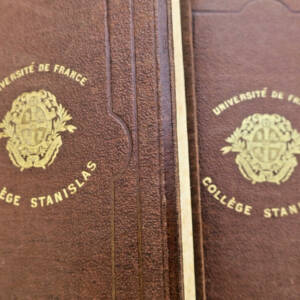 UNIVERSITÉ DE FRANCE
COLLÈGE STANISLAS
UNIVERSITÉ DE
COLLÈGE